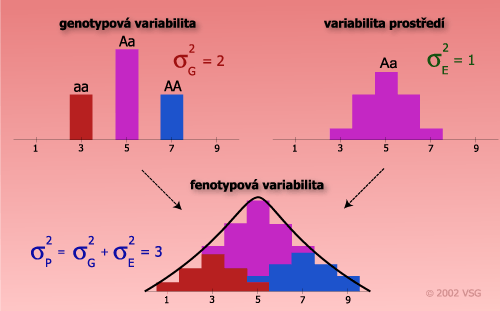 genotypová variabilita
Aa
aa
AA
σ²G = 2
1 3 5 7 9
variabilita prostředí
Aa
σ²E = 1
1 3 5 7 9
fenotypová variabilita
σ²P = σ²G + σ²E = 3
1 3 5 7 9
© 2002 VSG